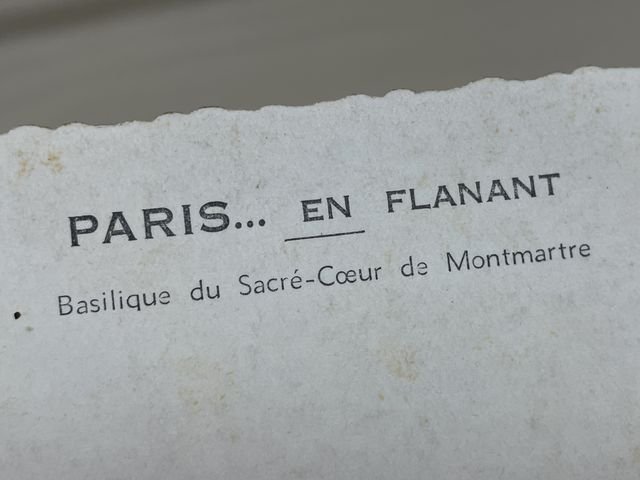 PARIS... EN FLANANT
Basilique du Sacré-Cœur de Montmartre